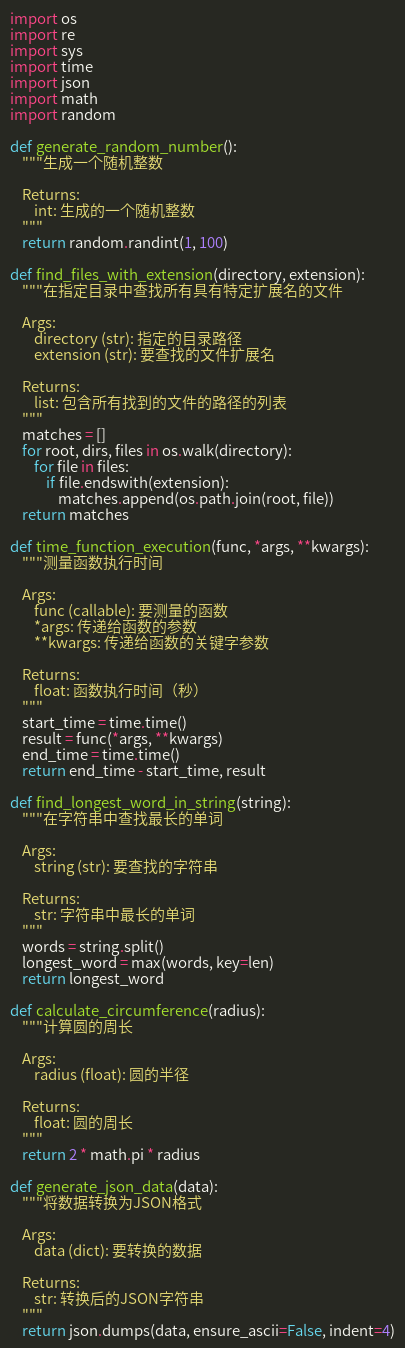 import os
import re
import sys
import time
import json
import math
import random

def generate_random_number():
    """生成一个随机整数

    Returns:
        int: 生成的一个随机整数
    """
    return random.randint(1, 100)

def find_files_with_extension(directory, extension):
    """在指定目录中查找所有具有特定扩展名的文件

    Args:
        directory (str): 指定的目录路径
        extension (str): 要查找的文件扩展名

    Returns:
        list: 包含所有找到的文件的路径的列表
    """
    matches = []
    for root, dirs, files in os.walk(directory):
        for file in files:
            if file.endswith(extension):
                matches.append(os.path.join(root, file))
    return matches

def time_function_execution(func, *args, **kwargs):
    """测量函数执行时间

    Args:
        func (callable): 要测量的函数
        *args: 传递给函数的参数
        **kwargs: 传递给函数的关键字参数

    Returns:
        float: 函数执行时间（秒）
    """
    start_time = time.time()
    result = func(*args, **kwargs)
    end_time = time.time()
    return end_time - start_time, result

def find_longest_word_in_string(string):
    """在字符串中查找最长的单词

    Args:
        string (str): 要查找的字符串

    Returns:
        str: 字符串中最长的单词
    """
    words = string.split()
    longest_word = max(words, key=len)
    return longest_word

def calculate_circumference(radius):
    """计算圆的周长

    Args:
        radius (float): 圆的半径

    Returns:
        float: 圆的周长
    """
    return 2 * math.pi * radius

def generate_json_data(data):
    """将数据转换为JSON格式

    Args:
        data (dict): 要转换的数据

    Returns:
        str: 转换后的JSON字符串
    """
    return json.dumps(data, ensure_ascii=False, indent=4)